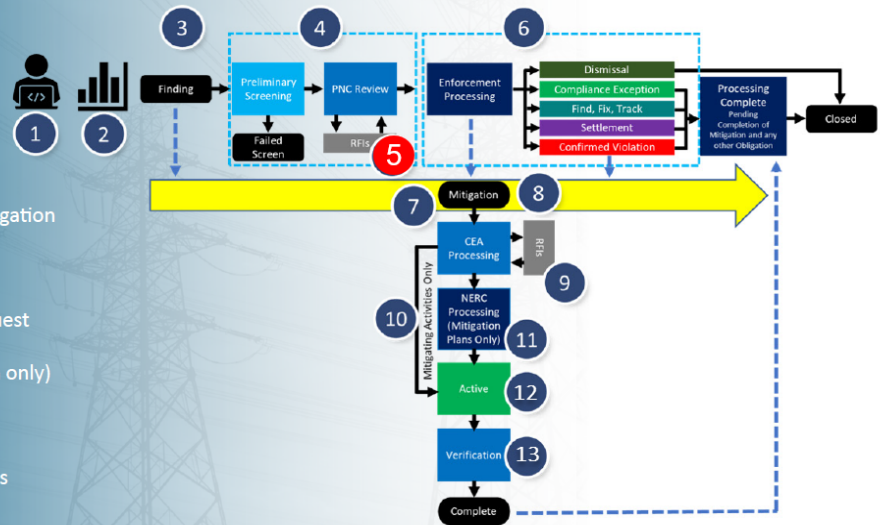 3
4
6
</>
1
2
Finding
Preliminary
Screening
PNC Review
Failed
Screen
RFIs
5
Enforcement
Processing
Dismissal
Compliance Exception
Find, Fix, Track
Settlement
Confirmed Violation
Processing
Complete
Pending
Completion of
Mitigation and any
other Obligation
Closed
Mitigation
7
8
CEA
Processing
RFIs
9
Mitigating Activities Only
10
NERC
Processing
(Mitigation
Plans Only)
11
Active
12
Verification
13
Complete
only)